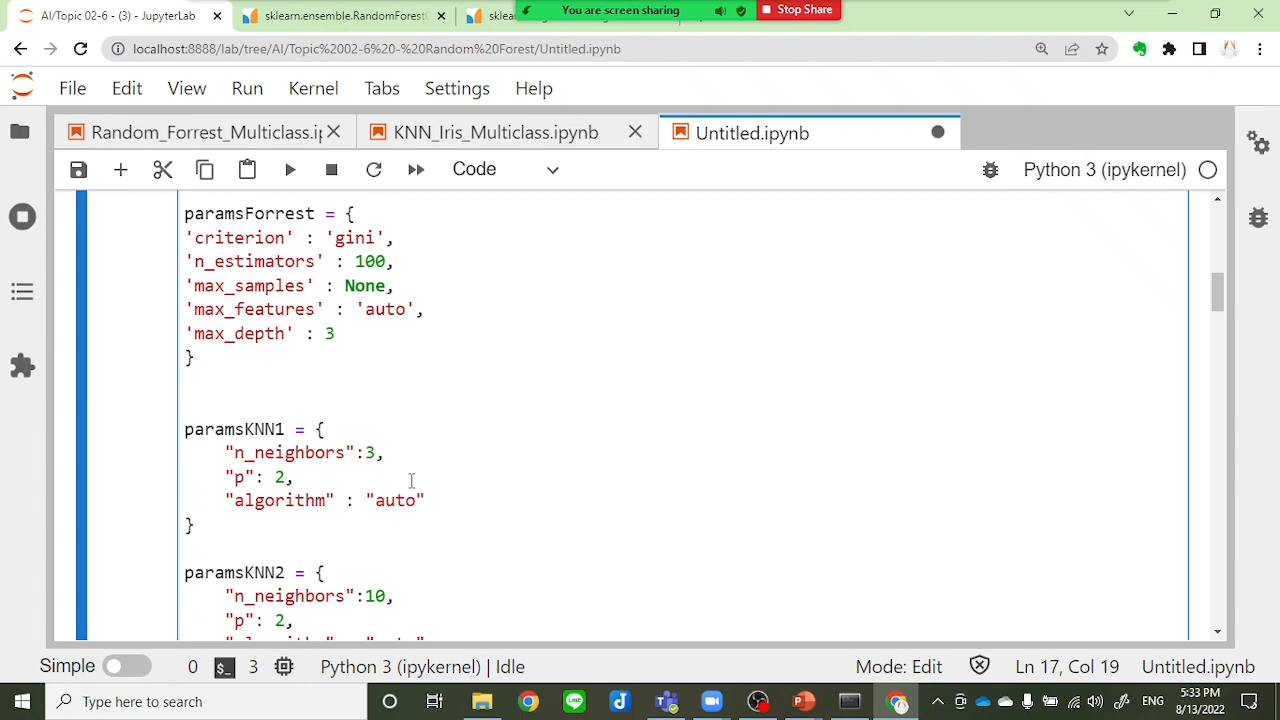 AI/Topic 02.5 - (3) - JupyterLab
sklearn.ensemble.RandomForestC
sklea
You are screen sharing
Stop Share
localhost:8888/lab/tree/AI/Topic%2002-6%20-%20Random%20Forest/Untitled.ipynb
File Edit View Run Kernel Tabs Settings Help
Random_Forrest_Multiclass.i
KNN_Iris_Multiclass.ipynb
Untitled.ipynb
Code
Python 3 (ipykernel)
paramsForrest = {
'criterion' : 'gini',
'n_estimators' : 100,
'max_samples' : None,
'max_features' : 'auto',
'max_depth' : 3
}
paramsKNN1 = {
"n_neighbors":3,
"p": 2,
"algorithm" : "auto"
}
paramsKNN2 = {
"n_neighbors":10,
"p": 2,
Simple 0 $_ 3 Python 3 (ipykernel) | Idle Mode: Edit Ln 17, Col 19 Untitled.ipynb
Type here to search
LINE
ENG
5:33 PM
8/13/2022